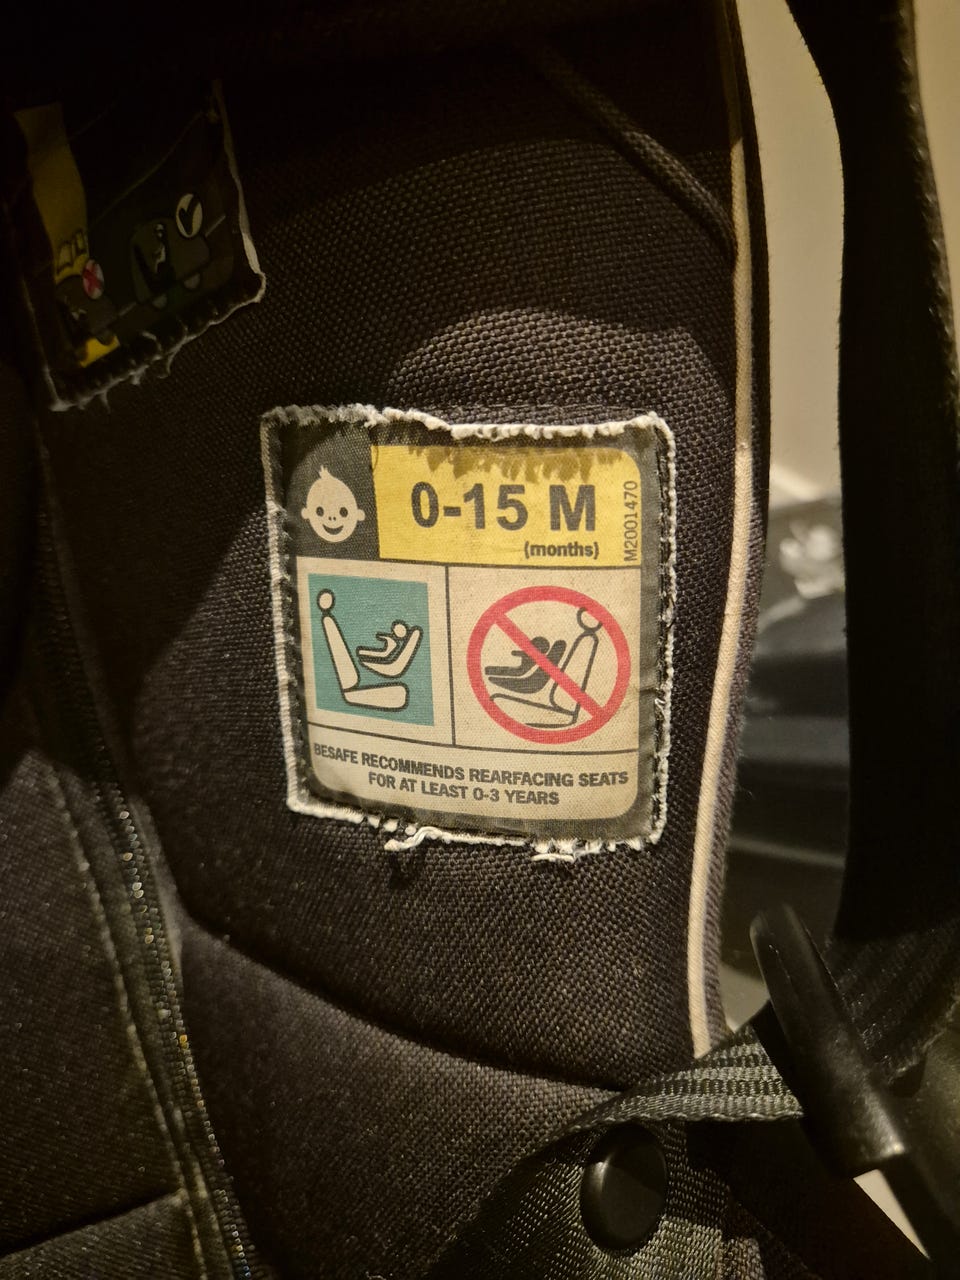 0-15 M
(months)
M2001470
BESAFE RECOMMENDS REARFACING SEATS
FOR AT LEAST 0-3 YEARS